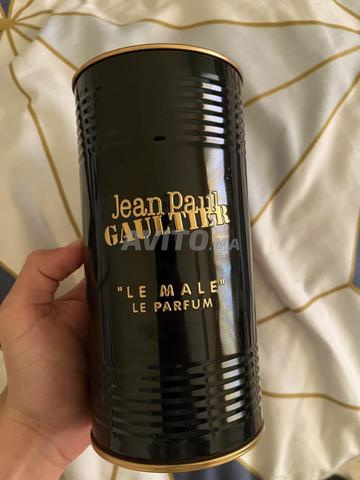 Jean Paul
GAULTIER
AVITO.MA
"LE MALE"
LE PARFUM